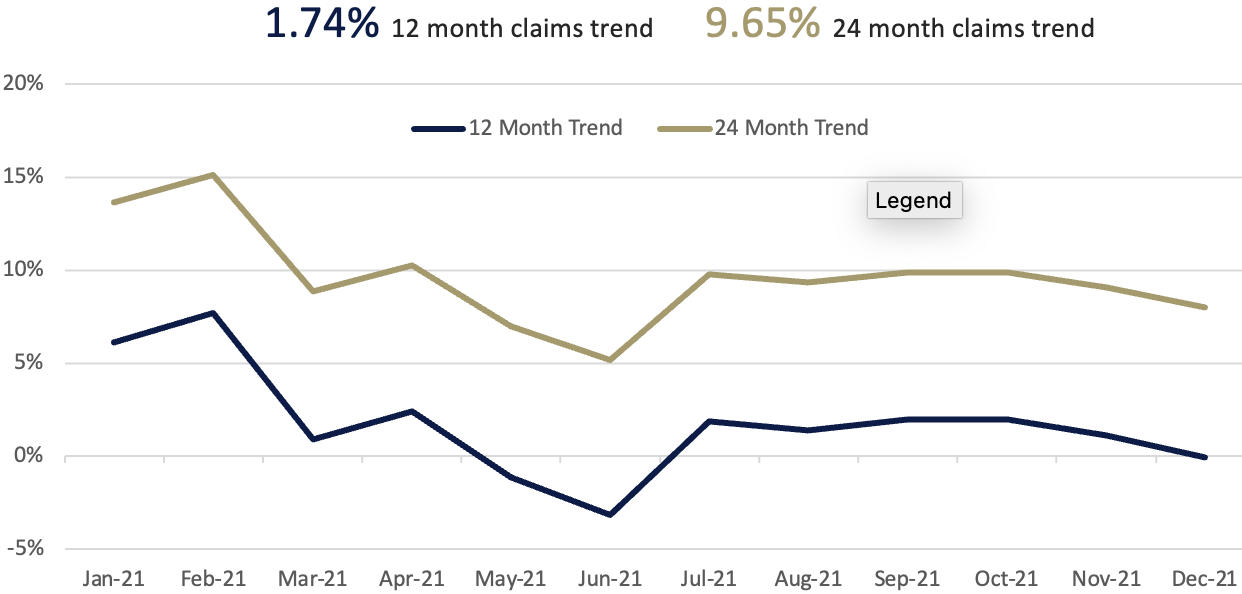 1.74% 12 month claims trend 9.65% 24 month claims trend
20%
12 Month Trend 24 Month Trend
15%
Legend
10%
5%
0%
-5%
Jan-21 Feb-21 Mar-21 Apr-21 May-21 Jun-21 Jul-21 Aug-21 Sep-21 Oct-21 Nov-21 Dec-21